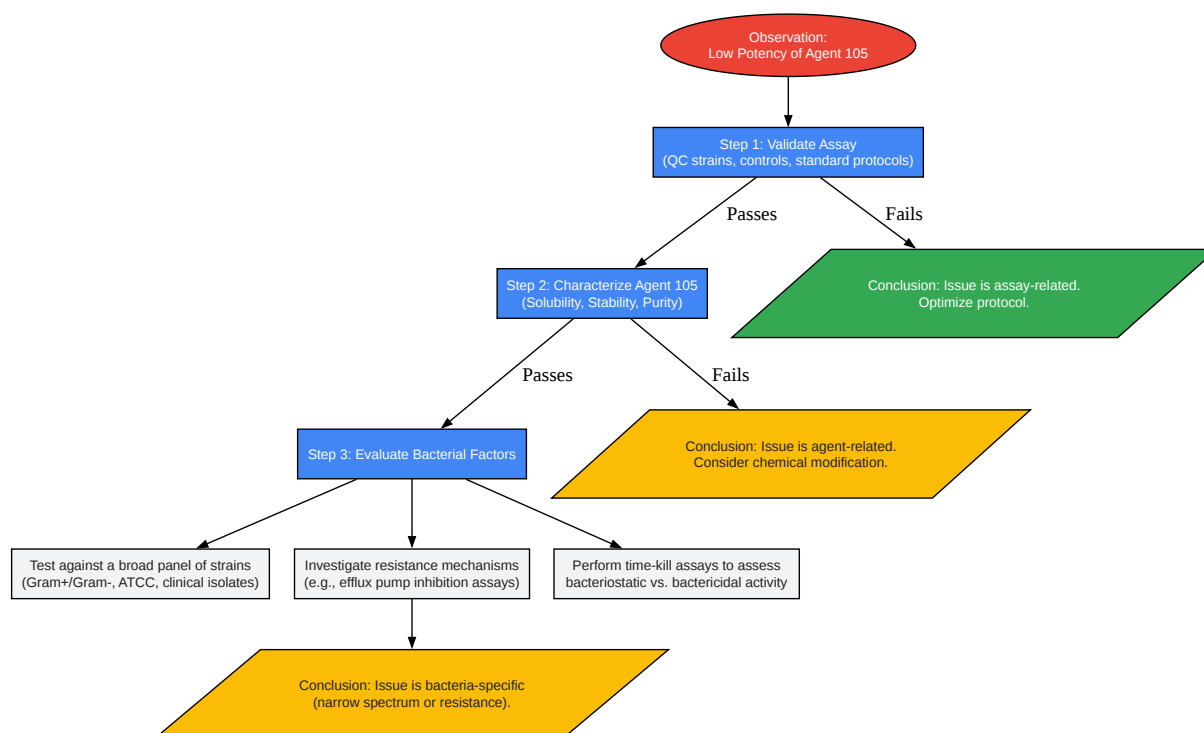 Observation:
Low Potency of Agent 105
Step 1: Validate Assay
(QC strains, controls, standard protocols)
Passes
Fails
Conclusion: Issue is assay-related.
Optimize protocol.
Step 2: Characterize Agent 105
(Solubility, Stability, Purity)
Passes
Fails
Conclusion: Issue is agent-related.
Consider chemical modification.
Step 3: Evaluate Bacterial Factors
Test against a broad panel of strains
(Gram+/Gram-, ATCC, clinical isolates)
Investigate resistance mechanisms
(e.g., efflux pump inhibition assays)
Perform time-kill assays to assess
bacteriostatic vs. bactericidal activity
Conclusion: Issue is bacteria-specific
(narrow spectrum or resistance).